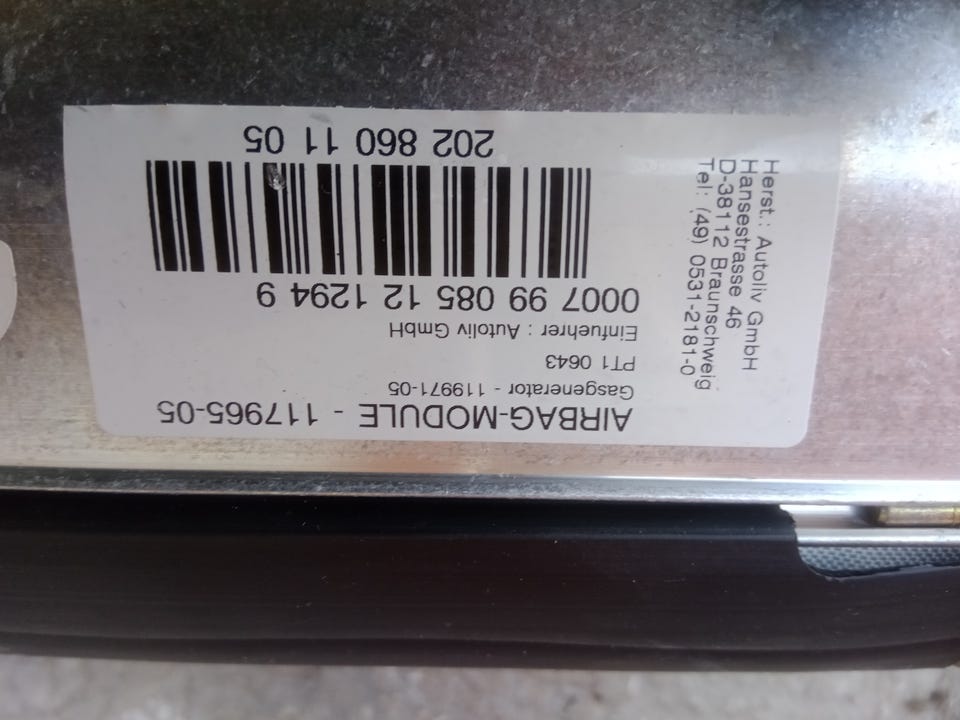 AIRBAG-MODULE - 117965-05
Gasgenerator - 119971-05
PT1 0643
Einfuehrer : Autoliv GmbH
0007 99 085 12 1294 9
202 860 11 05
Herst.: Autoliv GmbH
Hansestrasse 46
D-38112 Braunschweig
Tel: (49) 0531-2181-0